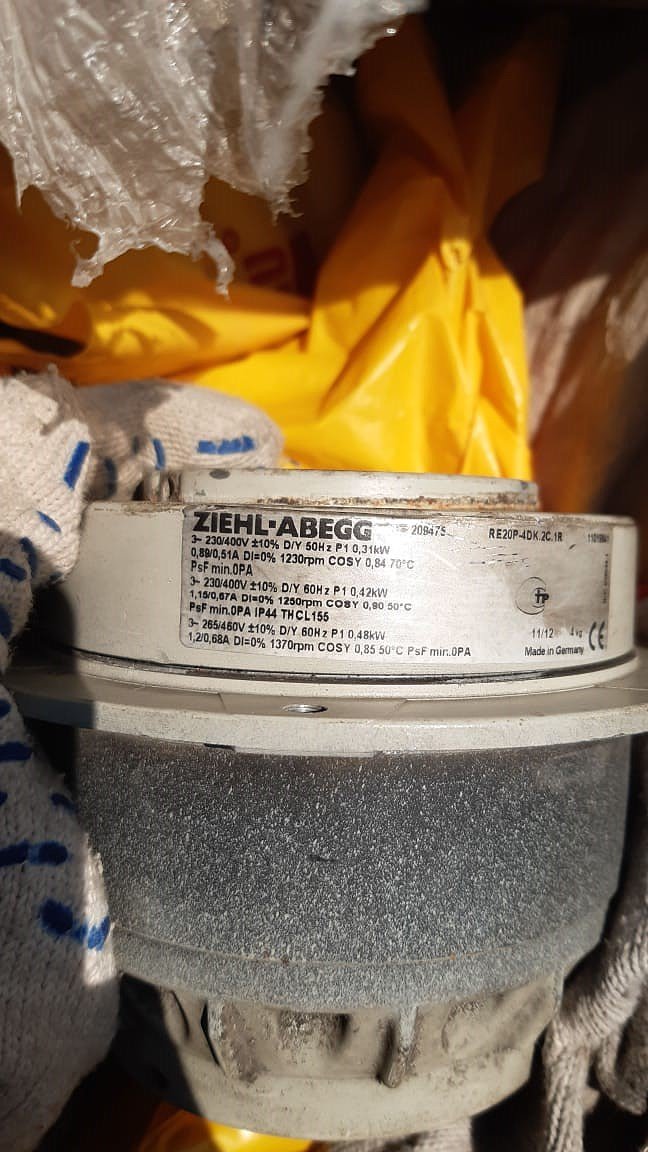 ZIEHL-ABEGG 209475 RE20P-4DK.2C.1R
3~ 230/400V ±10% D/Y 50Hz P1 0,31kW
0,89/0,51A DI=0% 1230rpm COSY 0,84 70°C
PsF min.0PA
3~ 230/400V ±10% D/Y 60Hz P1 0,42kW
1,15/0,67A DI=0% 1250rpm COSY 0,90 50°C
PsF min.0PA IP44 THCL155
3~ 265/460V ±10% D/Y 60Hz P1 0,48kW
1,2/0,68A DI=0% 1370rpm COSY 0,85 50°C PsF min.0PA
11/12 4 kg CE
Made in Germany